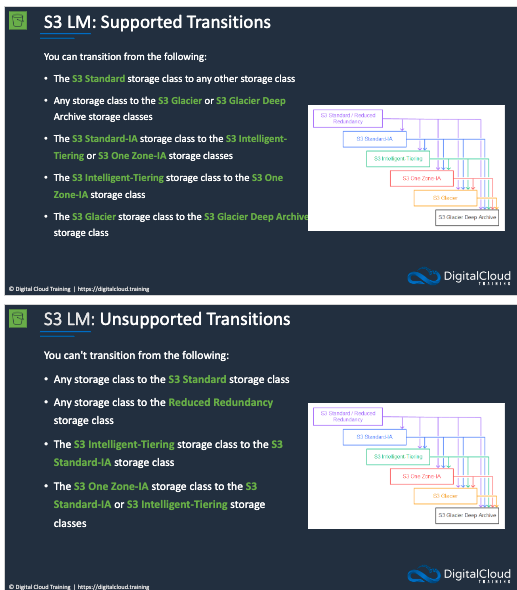 S3 LM: Supported Transitions
You can transition from the following:
• The S3 Standard storage class to any other storage class
• Any storage class to the S3 Glacier or S3 Glacier Deep
Archive storage classes
• The S3 Standard-IA storage class to the S3 Intelligent-
Tiering or S3 One Zone-IA storage classes
• The S3 Intelligent-Tiering storage class to the S3 One
Zone-IA storage class
• The S3 Glacier storage class to the S3 Glacier Deep Archive
storage class
S3 Standard / Reduced
Redundancy
S3 Standard-IA
S3 Intelligent-Tiering
S3 One Zone-IA
S3 Glacier
S3 Glacier Deep Archive
© Digital Cloud Training | https://digitalcloud.training
DigitalCloud
TRAINING
S3 LM: Unsupported Transitions
You can't transition from the following:
• Any storage class to the S3 Standard storage class
• Any storage class to the Reduced Redundancy
storage class
• The S3 Intelligent-Tiering storage class to the S3
Standard-IA storage class
• The S3 One Zone-IA storage class to the S3
Standard-IA or S3 Intelligent-Tiering storage
classes
S3 Standard / Reduced
Redundancy
S3 Standard-IA
S3 Intelligent-Tiering
S3 One Zone-IA
S3 Glacier
S3 Glacier Deep Archive
© Digital Cloud Training | https://digitalcloud.training
DigitalCloud
TRAINING